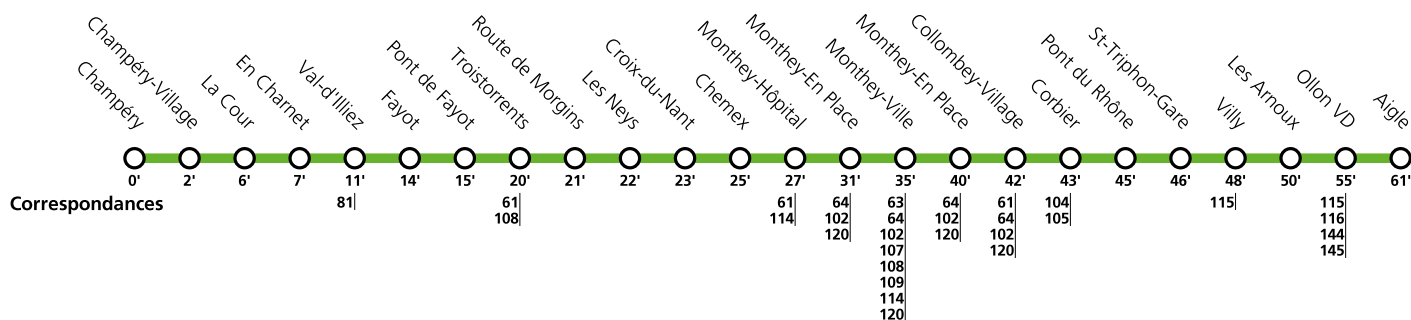 Champéry
Champéry-Village
La Cour
En Charnet
Val-d'Illiez
Fayot
Pont de Fayot
Troistorrents
Route de Morgins
Les Neys
Croix-du-Nant
Chemex
Monthey-Hôpital
Monthey-En Place
Monthey-Ville
Monthey-En Place
Collombey-Village
Corbier
Pont du Rhône
St-Triphon-Gare
Villy
Les Arnoux
Ollon VD
Aigle
0' 2' 6' 7' 11' 14' 15' 20' 21' 22' 23' 25' 27' 31' 35' 40' 42' 43' 45' 46' 48' 50' 55' 61'
Correspondances 81 61 61 64 63 64 61 104 115 115
108 114 102 64 102 64 105 116
120 102 120 102 144
107 120 145
108
109
114
120